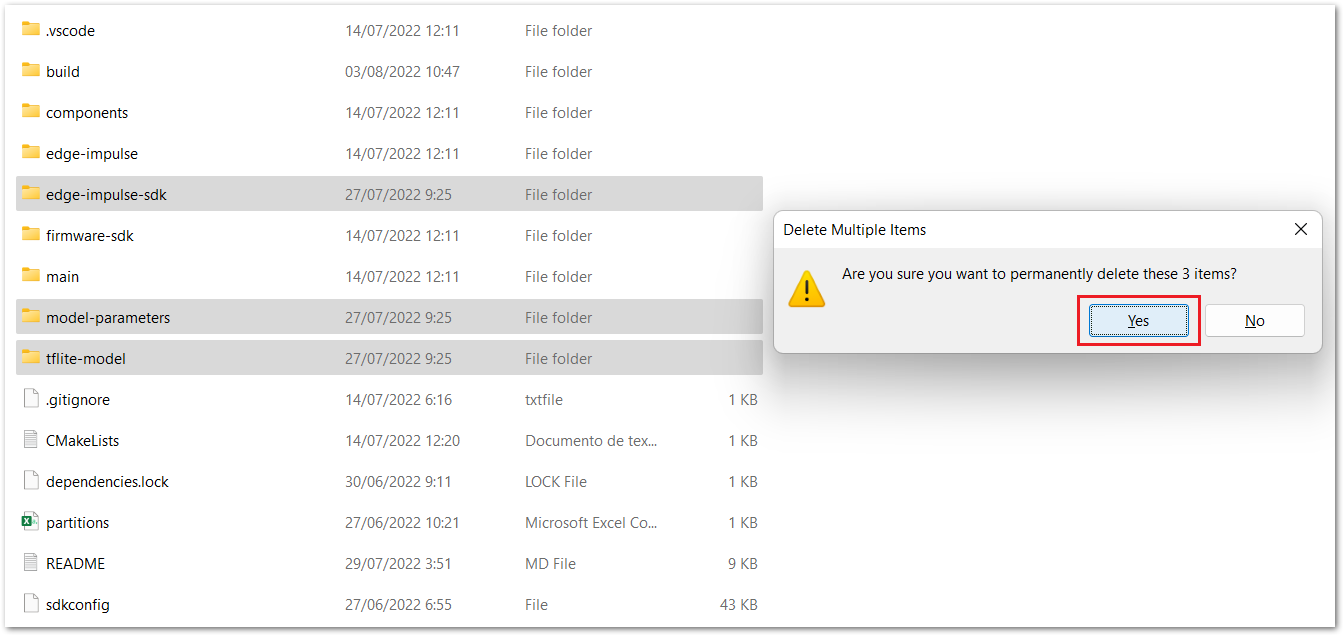 .vscode 14/07/2022 12:11 File folder
build 03/08/2022 10:47 File folder
components 14/07/2022 12:11 File folder
edge-impulse 14/07/2022 12:11 File folder
edge-impulse-sdk 27/07/2022 9:25 File folder
firmware-sdk 14/07/2022 12:11 File folder
main 14/07/2022 12:11 File folder
model-parameters 27/07/2022 9:25 File folder
tflite-model 27/07/2022 9:25 File folder
.gitignore 14/07/2022 6:16 txtfile 1 KB
CMakeLists 14/07/2022 12:20 Documento de tex... 1 KB
dependencies.lock 30/06/2022 9:11 LOCK File 1 KB
partitions 27/06/2022 10:21 Microsoft Excel Co... 1 KB
README 29/07/2022 3:51 MD File 9 KB
sdkconfig 27/06/2022 6:55 File 43 KB
Delete Multiple Items
Are you sure you want to permanently delete these 3 items?
Yes No